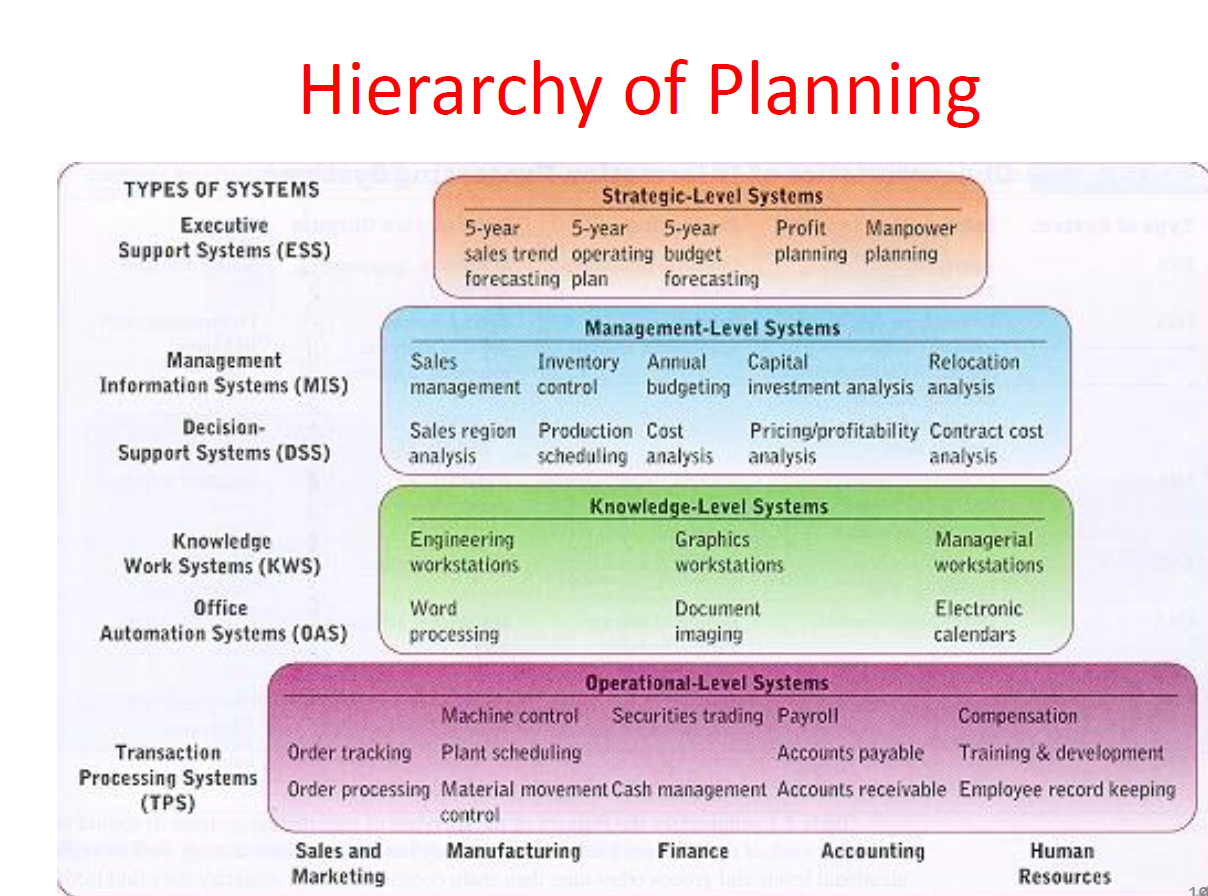 Hierarchy of Planning
TYPES OF SYSTEMS
Executive
Support Systems (ESS)
Strategic-Level Systems
5-year sales trend forecasting
5-year operating plan
5-year budget forecasting
Profit planning
Manpower planning
Management
Information Systems (MIS)
Decision-
Support Systems (DSS)
Management-Level Systems
Sales management
Inventory control
Annual budgeting
Capital investment analysis
Relocation analysis
Sales region analysis
Production scheduling
Cost analysis
Pricing/profitability analysis
Contract cost analysis
Knowledge
Work Systems (KWS)
Office
Automation Systems (OAS)
Knowledge-Level Systems
Engineering workstations
Graphics workstations
Managerial workstations
Word processing
Document imaging
Electronic calendars
Transaction
Processing Systems
(TPS)
Operational-Level Systems
Machine control Securities trading Payroll Compensation
Order tracking Plant scheduling Accounts payable Training & development
Order processing Material movement control Cash management Accounts receivable Employee record keeping
Sales and Marketing
Manufacturing
Finance
Accounting
Human Resources